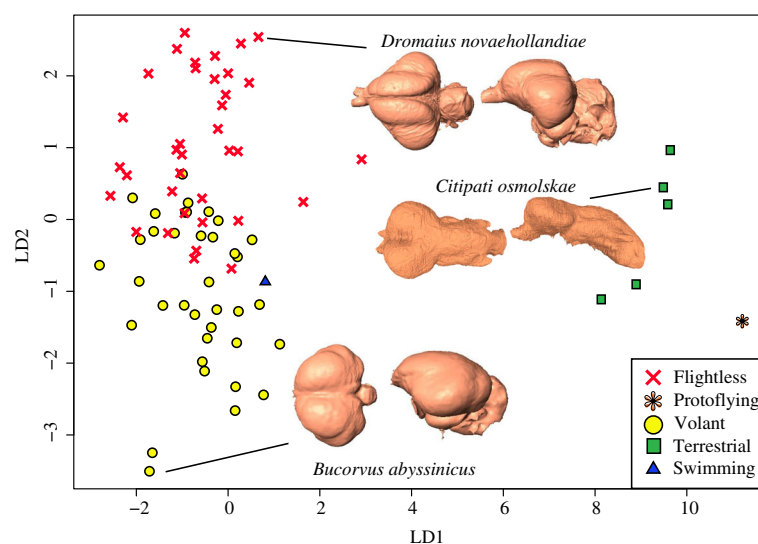 Dromaius novaehollandiae
Citipati osmolskae
Bucorvus abyssinicus
2
1
0
−1
−2
−3
LD2
−2
0
2
4
6
8
10
LD1
Flightless
Protoflying
Volant
Terrestrial
Swimming